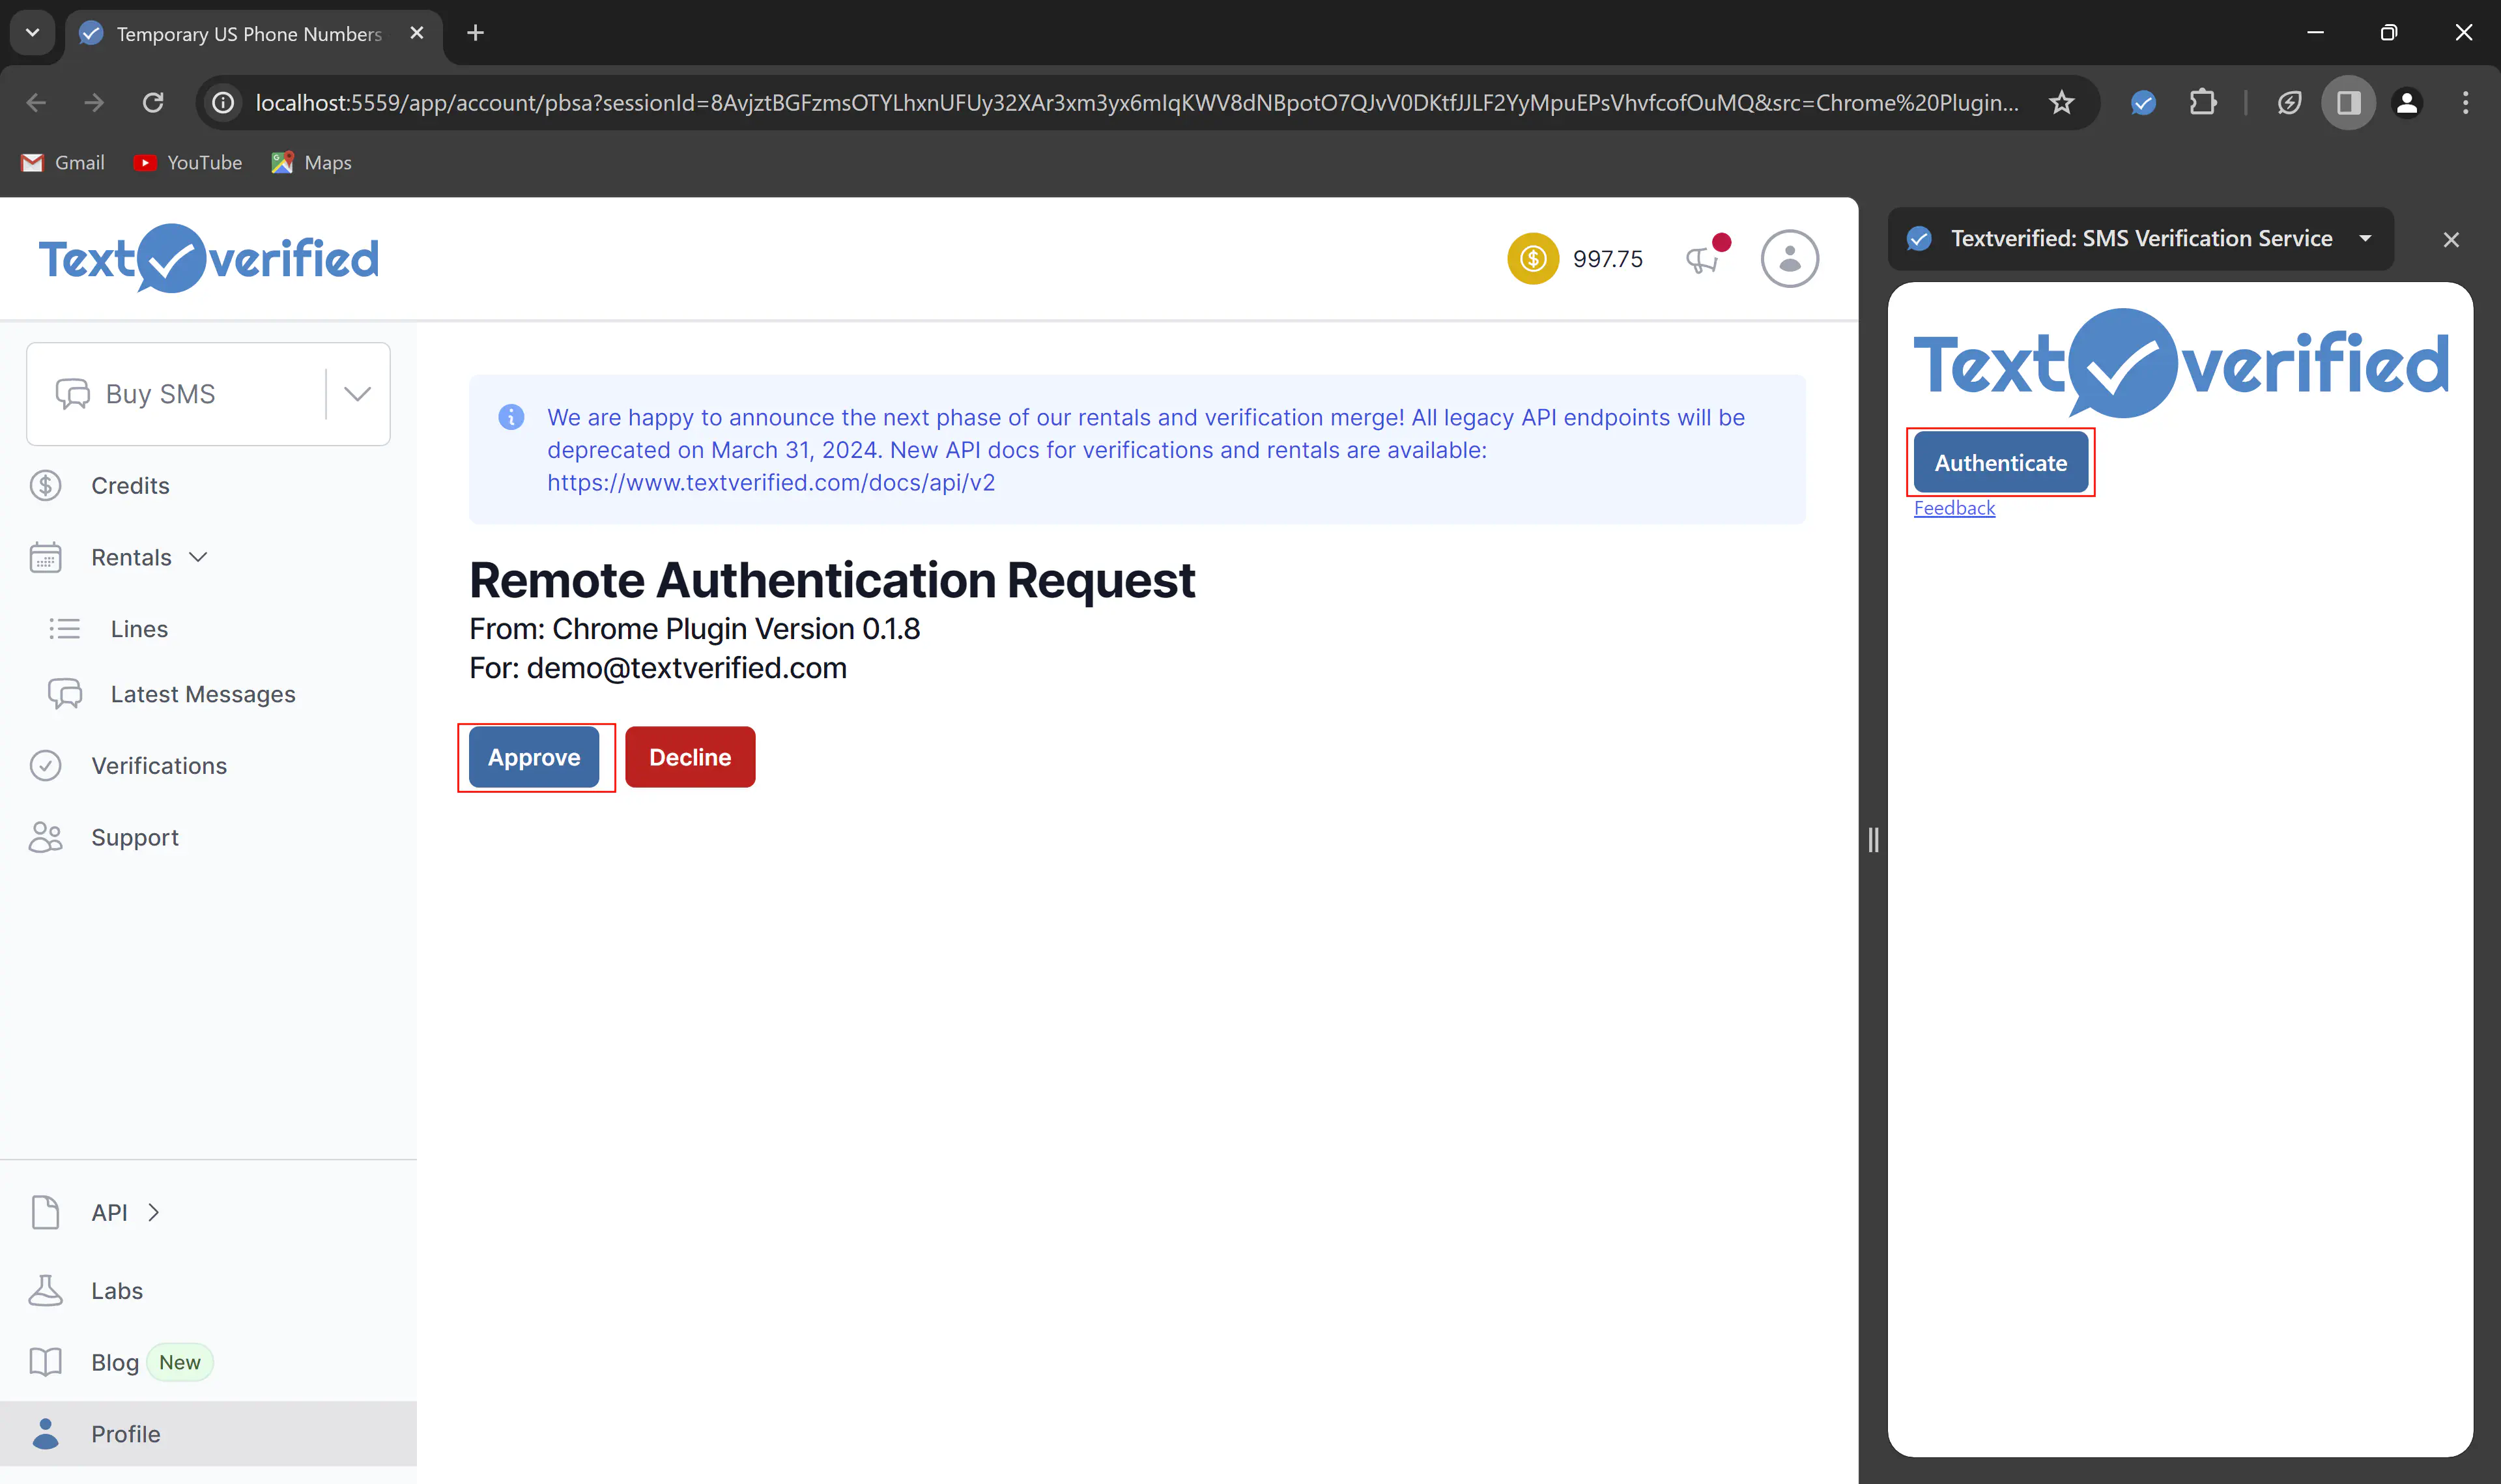 Temporary US Phone Numbers
localhost:5559/app/account/pbsa?sessionId=8AvjztBGFzmsOTYLhxnUFUy32XAr3xm3yx6mIqKWV8dNBpotO7QJvV0DKtfJJLF2YyMpuEPsVhvfcofOuMQ&src=Chrome%20Plugin...
Gmail
YouTube
Maps
Textverified
997.75
Buy SMS
Credits
Rentals
Lines
Latest Messages
Verifications
Support
API
Labs
Blog New
Profile
We are happy to announce the next phase of our rentals and verification merge! All legacy API endpoints will be
deprecated on March 31, 2024. New API docs for verifications and rentals are available:
https://www.textverified.com/docs/api/v2
Remote Authentication Request
From: Chrome Plugin Version 0.1.8
For: demo@textverified.com
Approve
Decline
Textverified: SMS Verification Service
Textverified
Authenticate
Feedback